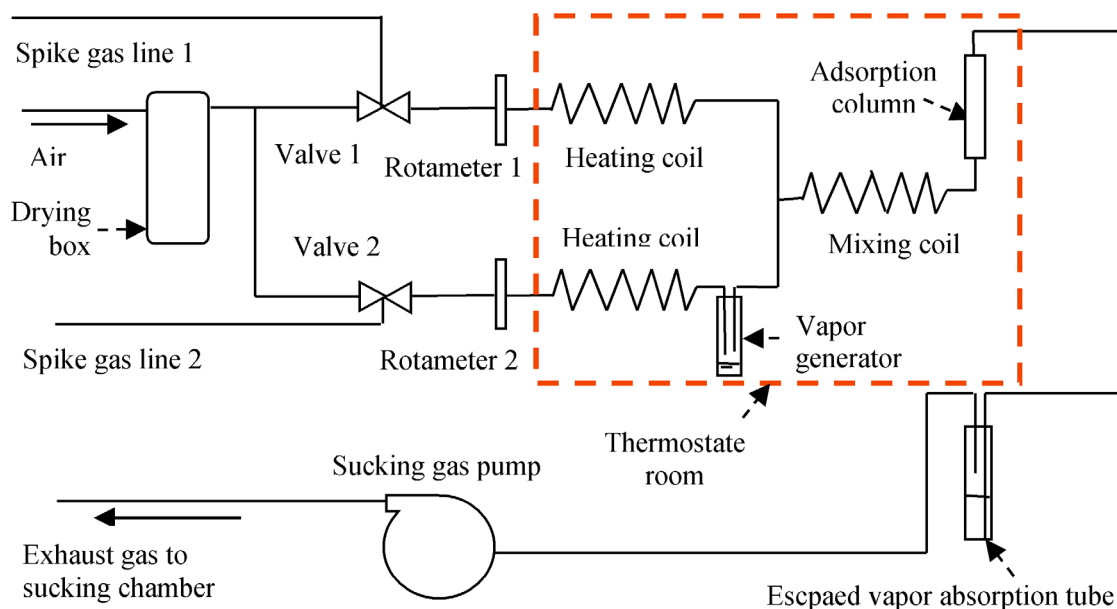 Spike gas line 1
Air
Drying
box
Valve 1
Rotameter 1
Heating coil
Adsorption
column
Valve 2
Heating coil
Mixing coil
Spike gas line 2
Rotameter 2
Vapor
generator
Thermostate
room
Sucking gas pump
Exhaust gas to
sucking chamber
Escpaed vapor absorption tube